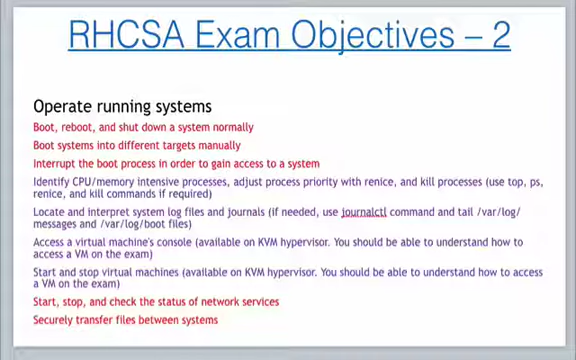 RHCSA Exam Objectives – 2
Operate running systems
Boot, reboot, and shut down a system normally
Boot systems into different targets manually
Interrupt the boot process in order to gain access to a system
Identify CPU/memory intensive processes, adjust process priority with renice, and kill processes (use top, ps,
renice, and kill commands if required)
Locate and interpret system log files and journals (if needed, use journalctl command and tail /var/log/
messages and /var/log/boot files)
Access a virtual machine's console (available on KVM hypervisor. You should be able to understand how to
access a VM on the exam)
Start and stop virtual machines (available on KVM hypervisor. You should be able to understand how to access
a VM on the exam)
Start, stop, and check the status of network services
Securely transfer files between systems